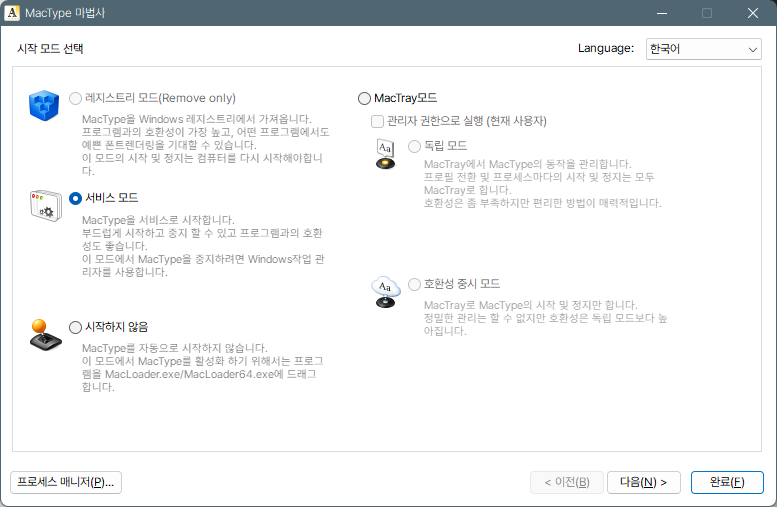 MacType 마법사
시작 모드 선택
Language:
한국어
레지스트리 모드(Remove only)
MacType을 Windows 레지스트리에서 가져옵니다.
프로그램과의 호환성이 가장 높고, 어떤 프로그램에서도
예쁜 폰트렌더링을 기대할 수 있습니다.
이 모드의 시작 및 정지는 컴퓨터를 다시 시작해야합니
다.
서비스 모드
MacType을 서비스로 시작합니다.
부드럽게 시작하고 중지 할 수 있고 프로그램과의 호환
성도 좋습니다.
이 모드에서 MacType을 중지하려면 Windows작업 관
리자를 사용합니다.
시작하지 않음
MacType를 자동으로 시작하지 않습니다.
이 모드에서 MacType를 활성화 하기 위해서는 프로그
램을 MacLoader.exe/MacLoader64.exe에 드래그
합니다.
MacTray모드
관리자 권한으로 실행 (현재 사용자)
독립 모드
MacTray에서 MacType의 동작을 관리합니다.
프로필 전환 및 프로세스마다의 시작 및 정지는 모두
MacTray로 합니다.
호환성은 좀 부족하지만 편리한 방법이 매력적입니다.
호환성 중시 모드
MacTray로 MacType의 시작 및 정지만 합니다.
정밀한 관리는 할 수 없지만 호환성은 독립 모드보다 높
아집니다.
프로세스 매니저(P)...
< 이전(B)
다음(N) >
완료(F)